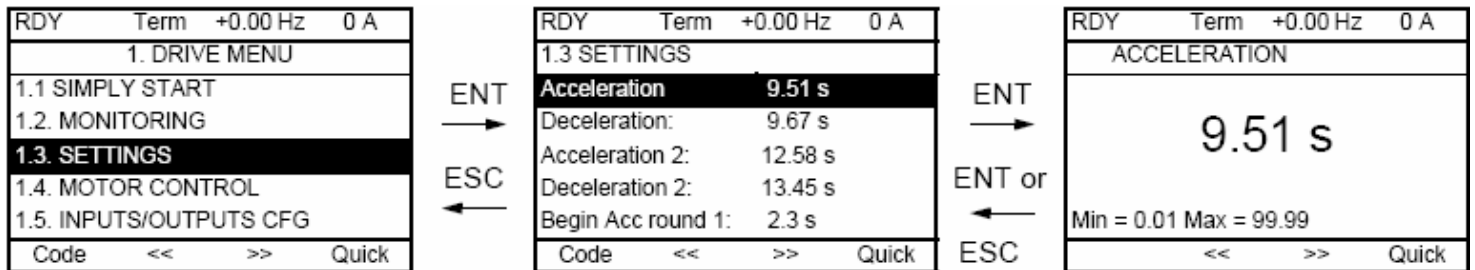 RDY Term +0.00 Hz 0 A
1. DRIVE MENU
1.1 SIMPLY START
1.2. MONITORING
1.3. SETTINGS
1.4. MOTOR CONTROL
1.5. INPUTS/OUTPUTS CFG
Code << >> Quick
ENT
ESC
RDY Term +0.00 Hz 0 A
1.3 SETTINGS
Acceleration 9.51 s
Deceleration: 9.67 s
Acceleration 2: 12.58 s
Deceleration 2: 13.45 s
Begin Acc round 1: 2.3 s
Code << >> Quick
ENT
ENT or
ESC
RDY Term +0.00 Hz 0 A
ACCELERATION
9.51 s
Min = 0.01 Max = 99.99
<< >> Quick